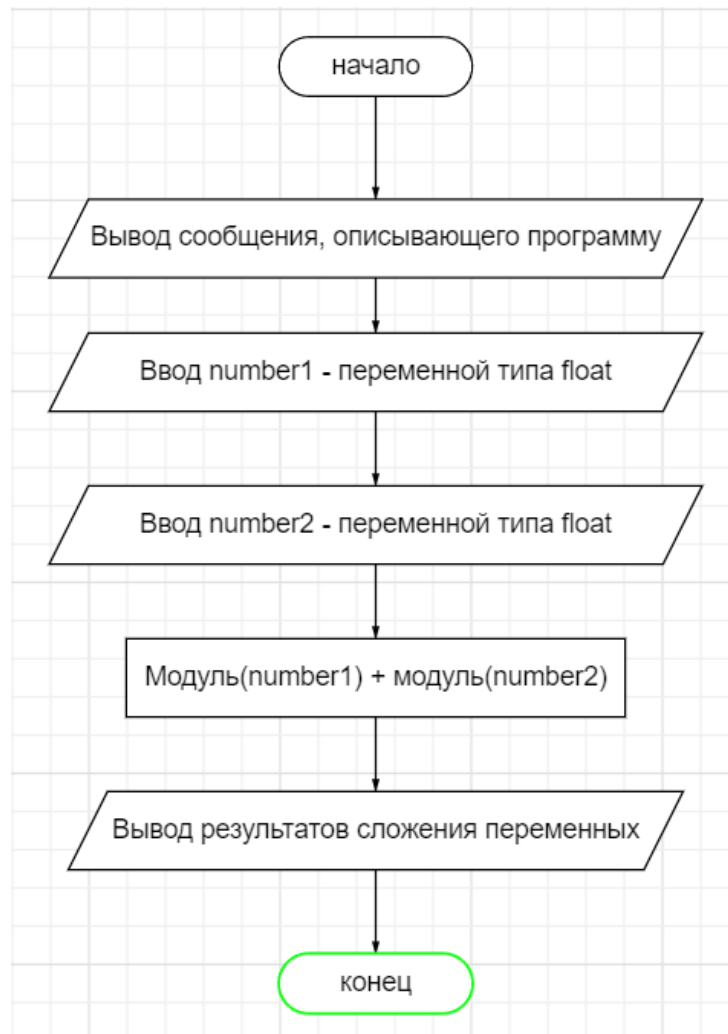 начало
Вывод сообщения, описывающего программу
Ввод number1 - переменной типа float
Ввод number2 - переменной типа float
Модуль(number1) + модуль(number2)
Вывод результатов сложения переменных
конец